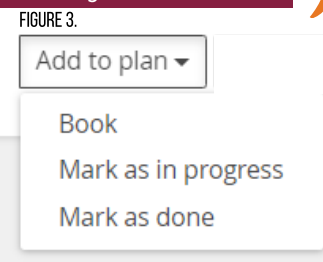 FIGURE 3.
Add to plan
Book
Mark as in progress
Mark as done